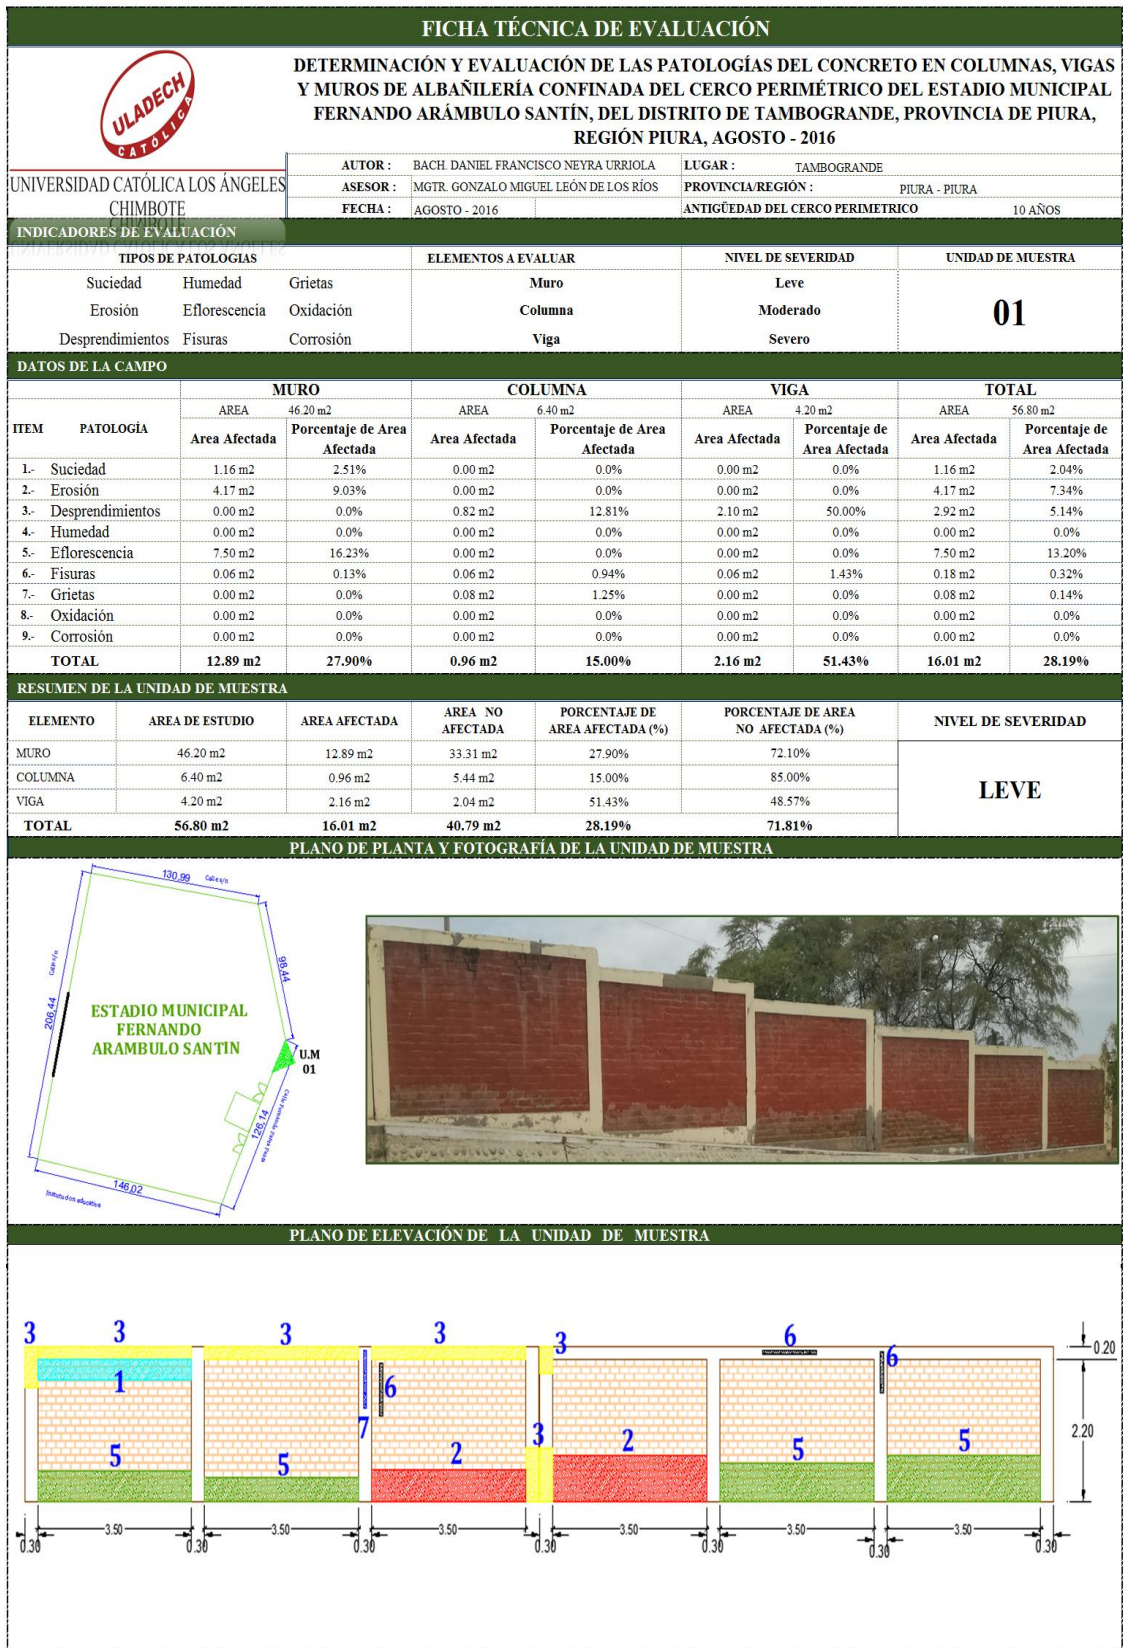 FICHA TÉCNICA DE EVALUACIÓN
ULADECH
CATÓLICA
UNIVERSIDAD CATÓLICA LOS ÁNGELES
CHIMBOTE
DETERMINACIÓN Y EVALUACIÓN DE LAS PATOLOGÍAS DEL CONCRETO EN COLUMNAS, VIGAS
Y MUROS DE ALBAÑILERÍA CONFINADA DEL CERCO PERIMÉTRICO DEL ESTADIO MUNICIPAL
FERNANDO ARÁMBULO SANTÍN, DEL DISTRITO DE TAMBOGRANDE, PROVINCIA DE PIURA,
REGIÓN PIURA, AGOSTO - 2016
AUTOR : BACH. DANIEL FRANCISCO NEYRA URRIOLA LUGAR : TAMBOGRANDE
ASESOR : MGTR. GONZALO MIGUEL LEÓN DE LOS RÍOS PROVINCIA/REGIÓN : PIURA - PIURA
FECHA : AGOSTO - 2016 ANTIGÜEDAD DEL CERCO PERIMETRICO 10 AÑOS
INDICADORES DE EVALUACIÓN
TIPOS DE PATOLOGIAS ELEMENTOS A EVALUAR NIVEL DE SEVERIDAD UNIDAD DE MUESTRA
Suciedad Humedad Grietas Muro Leve
Erosión Eflorescencia Oxidación Columna Moderado 01
Desprendimientos Fisuras Corrosión Viga Severo
DATOS DE LA CAMPO
MURO COLUMNA VIGA TOTAL
AREA 46.20 m2 AREA 6.40 m2 AREA 4.20 m2 AREA 56.80 m2
ITEM PATOLOGÍA Area Afectada Porcentaje de Area Afectada Area Afectada Porcentaje de Area Afectada Area Afectada Porcentaje de Area Afectada Area Afectada Porcentaje de Area Afectada
1.- Suciedad 1.16 m2 2.51% 0.00 m2 0.0% 0.00 m2 0.0% 1.16 m2 2.04%
2.- Erosión 4.17 m2 9.03% 0.00 m2 0.0% 0.00 m2 0.0% 4.17 m2 7.34%
3.- Desprendimientos 0.00 m2 0.0% 0.82 m2 12.81% 2.10 m2 50.00% 2.92 m2 5.14%
4.- Humedad 0.00 m2 0.0% 0.00 m2 0.0% 0.00 m2 0.0% 0.00 m2 0.0%
5.- Eflorescencia 7.50 m2 16.23% 0.00 m2 0.0% 0.00 m2 0.0% 7.50 m2 13.20%
6.- Fisuras 0.06 m2 0.13% 0.06 m2 0.94% 0.06 m2 1.43% 0.18 m2 0.32%
7.- Grietas 0.00 m2 0.0% 0.08 m2 1.25% 0.00 m2 0.0% 0.08 m2 0.14%
8.- Oxidación 0.00 m2 0.0% 0.00 m2 0.0% 0.00 m2 0.0% 0.00 m2 0.0%
9.- Corrosión 0.00 m2 0.0% 0.00 m2 0.0% 0.00 m2 0.0% 0.00 m2 0.0%
TOTAL 12.89 m2 27.90% 0.96 m2 15.00% 2.16 m2 51.43% 16.01 m2 28.19%
RESUMEN DE LA UNIDAD DE MUESTRA
ELEMENTO AREA DE ESTUDIO AREA AFECTADA AREA NO AFECTADA PORCENTAJE DE AREA AFECTADA (%) PORCENTAJE DE AREA NO AFECTADA (%) NIVEL DE SEVERIDAD
MURO 46.20 m2 12.89 m2 33.31 m2 27.90% 72.10%
COLUMNA 6.40 m2 0.96 m2 5.44 m2 15.00% 85.00% LEVE
VIGA 4.20 m2 2.16 m2 2.04 m2 51.43% 48.57%
TOTAL 56.80 m2 16.01 m2 40.79 m2 28.19% 71.81%
PLANO DE PLANTA Y FOTOGRAFÍA DE LA UNIDAD DE MUESTRA
130,99 Calle s/n
Calle s/n
206,44
98,44
ESTADIO MUNICIPAL
FERNANDO
ARAMBULO SANTIN
U.M
01
126,14
146,02
PLANO DE ELEVACIÓN DE LA UNIDAD DE MUESTRA
3 3 3 3 3 6 0.20
1 6 6
7 3 2.20
5 5 2 2 5 5
3.50 3.50 3.50 3.50 3.50 3.50
0.30 0.30 0.30 0.30 0.30 0.30 0.30